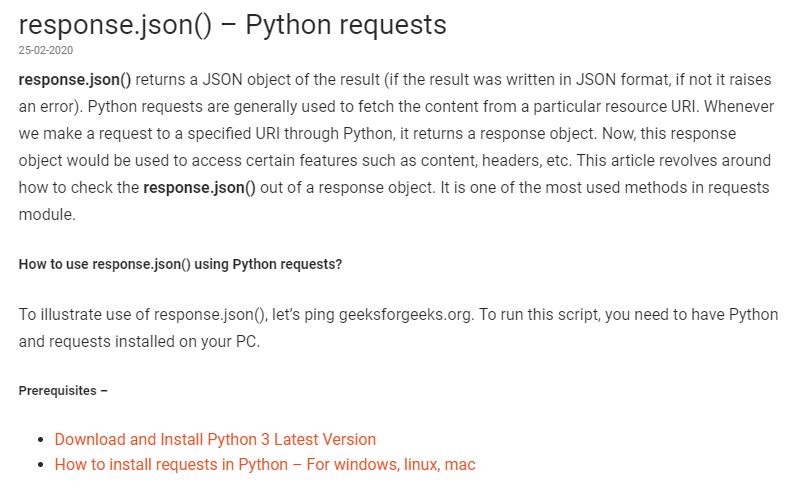 response.json() – Python requests
25-02-2020
response.json() returns a JSON object of the result (if the result was written in JSON format, if not it raises
an error). Python requests are generally used to fetch the content from a particular resource URI. Whenever
we make a request to a specified URI through Python, it returns a response object. Now, this response
object would be used to access certain features such as content, headers, etc. This article revolves around
how to check the response.json() out of a response object. It is one of the most used methods in requests
module.
How to use response.json() using Python requests?
To illustrate use of response.json(), let’s ping geeksforgeeks.org. To run this script, you need to have Python
and requests installed on your PC.
Prerequisites –
• Download and Install Python 3 Latest Version
• How to install requests in Python – For windows, linux, mac